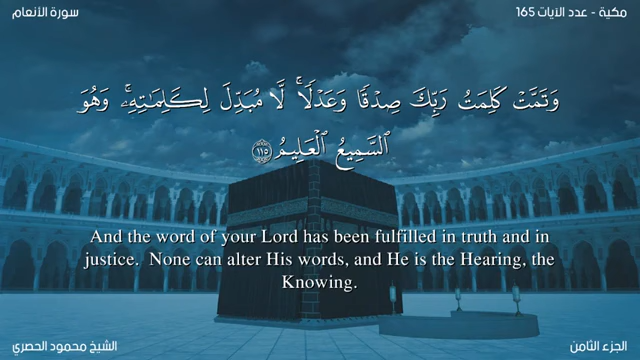 مكية - عدد الآيات 165
سورة الأنعام
وَتَمَّتْ كَلِمَتُ رَبِّكَ صِدْقًا وَعَدْلًا ۚ لَّا مُبَدِّلَ لِكَلِمَـٰتِهِۦ ۚ وَهُوَ
ٱلسَّمِيعُ ٱلْعَلِيمُ ١١٥
And the word of your Lord has been fulfilled in truth and in
justice. None can alter His words, and He is the Hearing, the
Knowing.
الجزء الثامن
الشيخ محمود الحصري